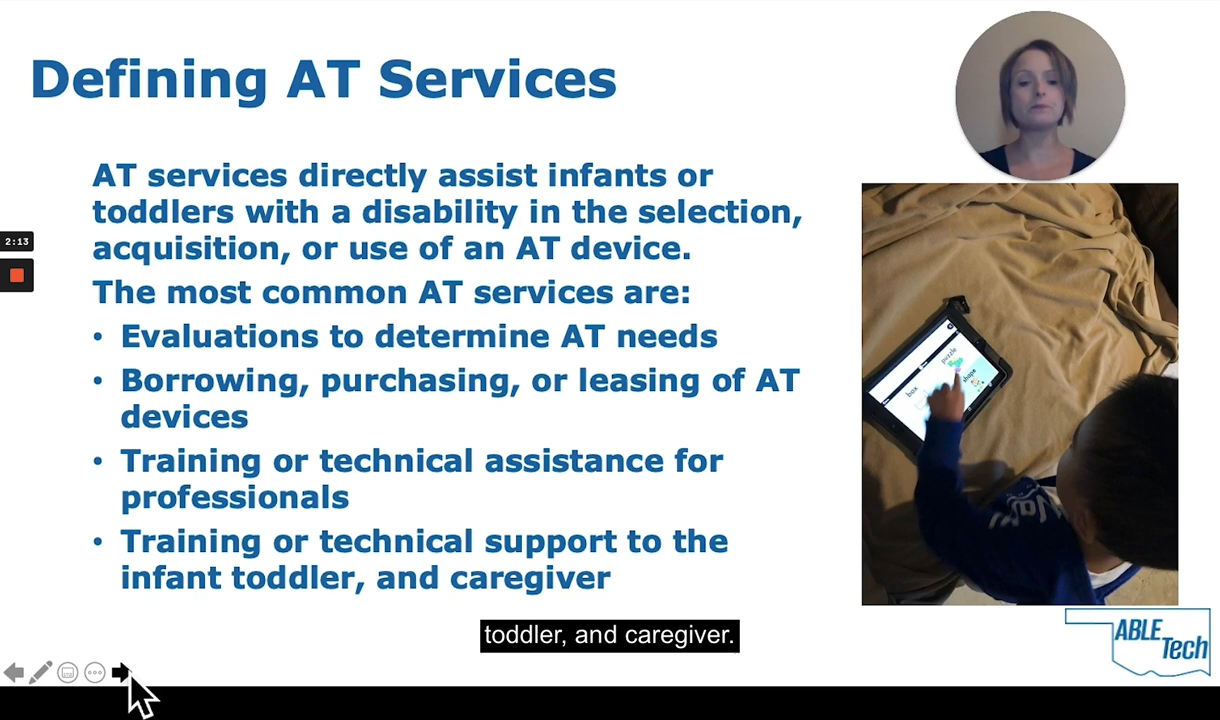 Defining AT Services
AT services directly assist infants or
toddlers with a disability in the selection,
acquisition, or use of an AT device.
The most common AT services are:
• Evaluations to determine AT needs
• Borrowing, purchasing, or leasing of AT
devices
• Training or technical assistance for
professionals
• Training or technical support to the
infant toddler, and caregiver
2:13
puzzle
box
shape
toddler, and caregiver.
ABLE
Tech